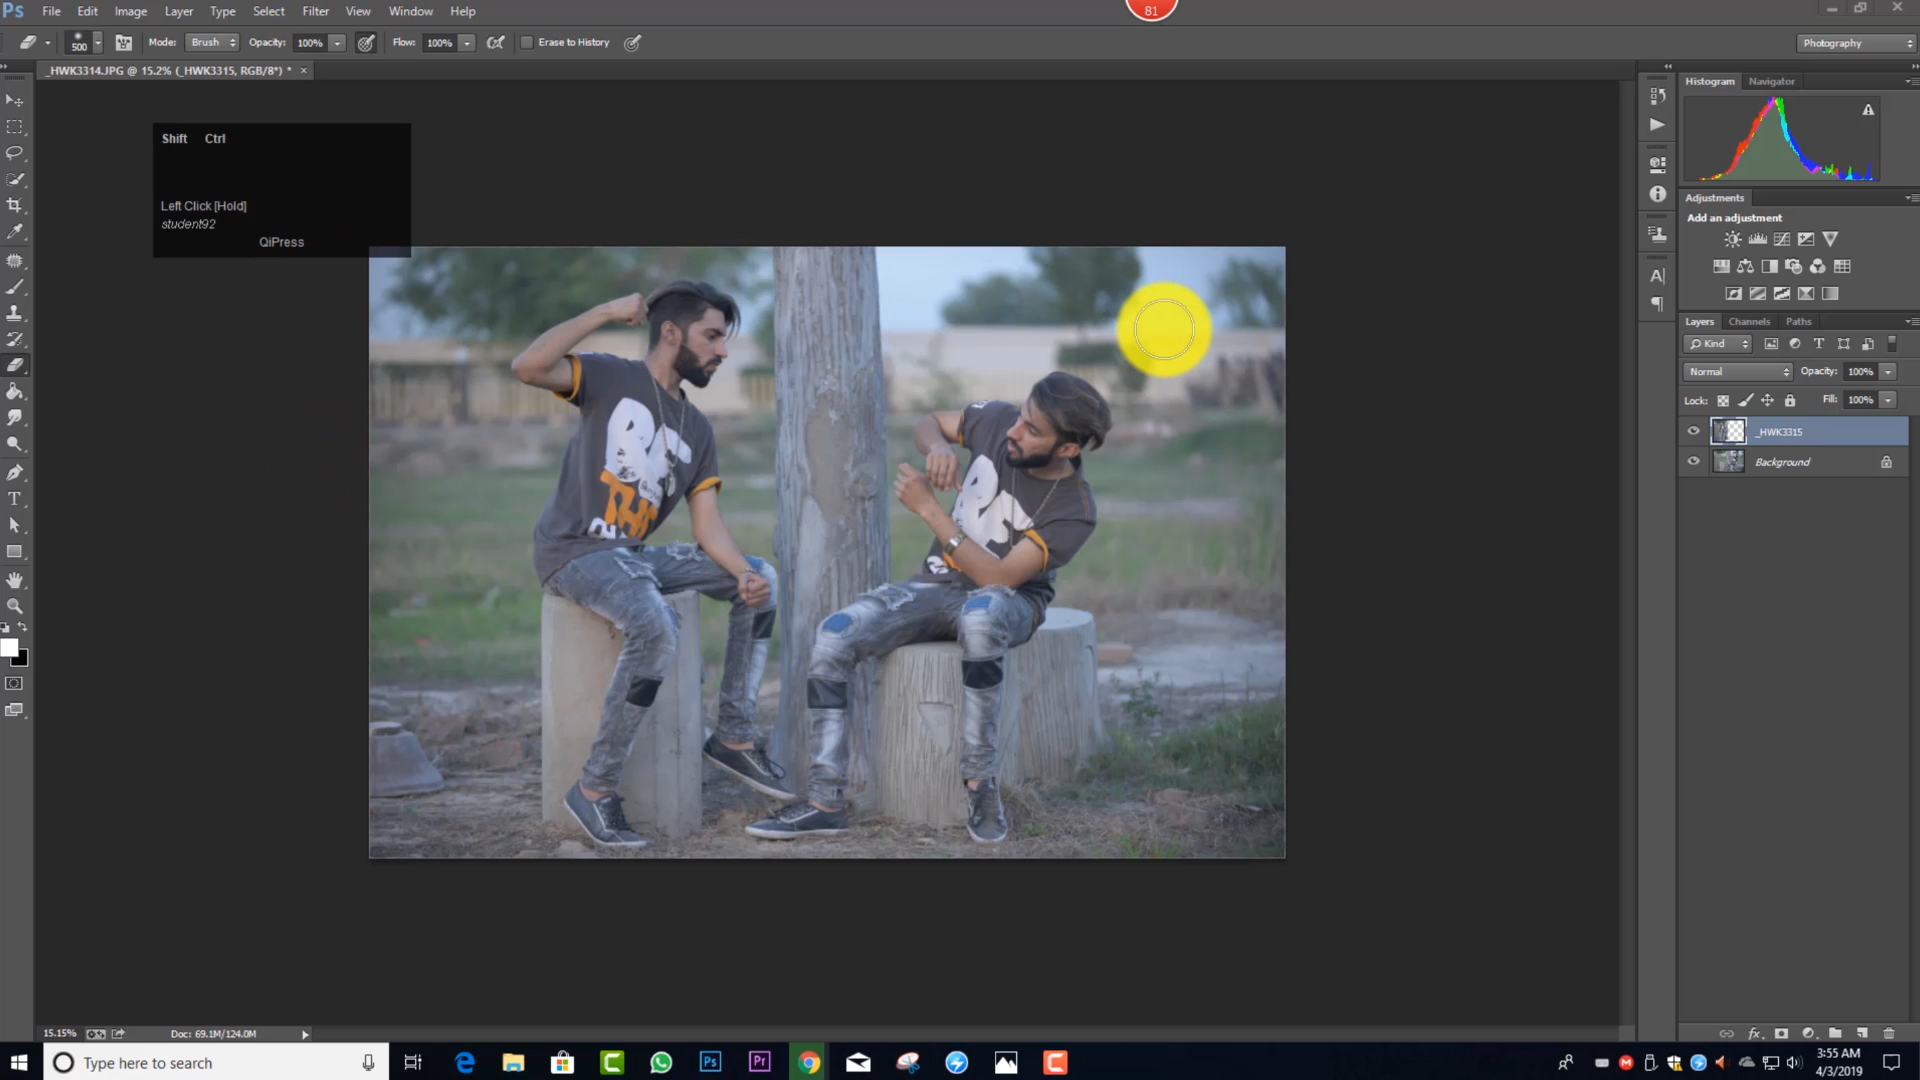 Ps File Edit Image Layer Type Select Filter View Window Help
81
500 Mode: Brush Opacity: 100% Flow: 100% Erase to History Photography
_HWK3314.JPG @ 15.2% (_HWK3315, RGB/8*) * ×
Histogram Navigator
Shift Ctrl
Left Click [Hold]
student92
QiPress
Adjustments
Add an adjustment
Layers Channels Paths
Kind
Normal Opacity: 100%
Lock: Fill: 100%
_HWK3315
Background
15.15% Doc: 69.1M/124.0M
Type here to search
Ps Pr
3:55 AM
4/3/2019